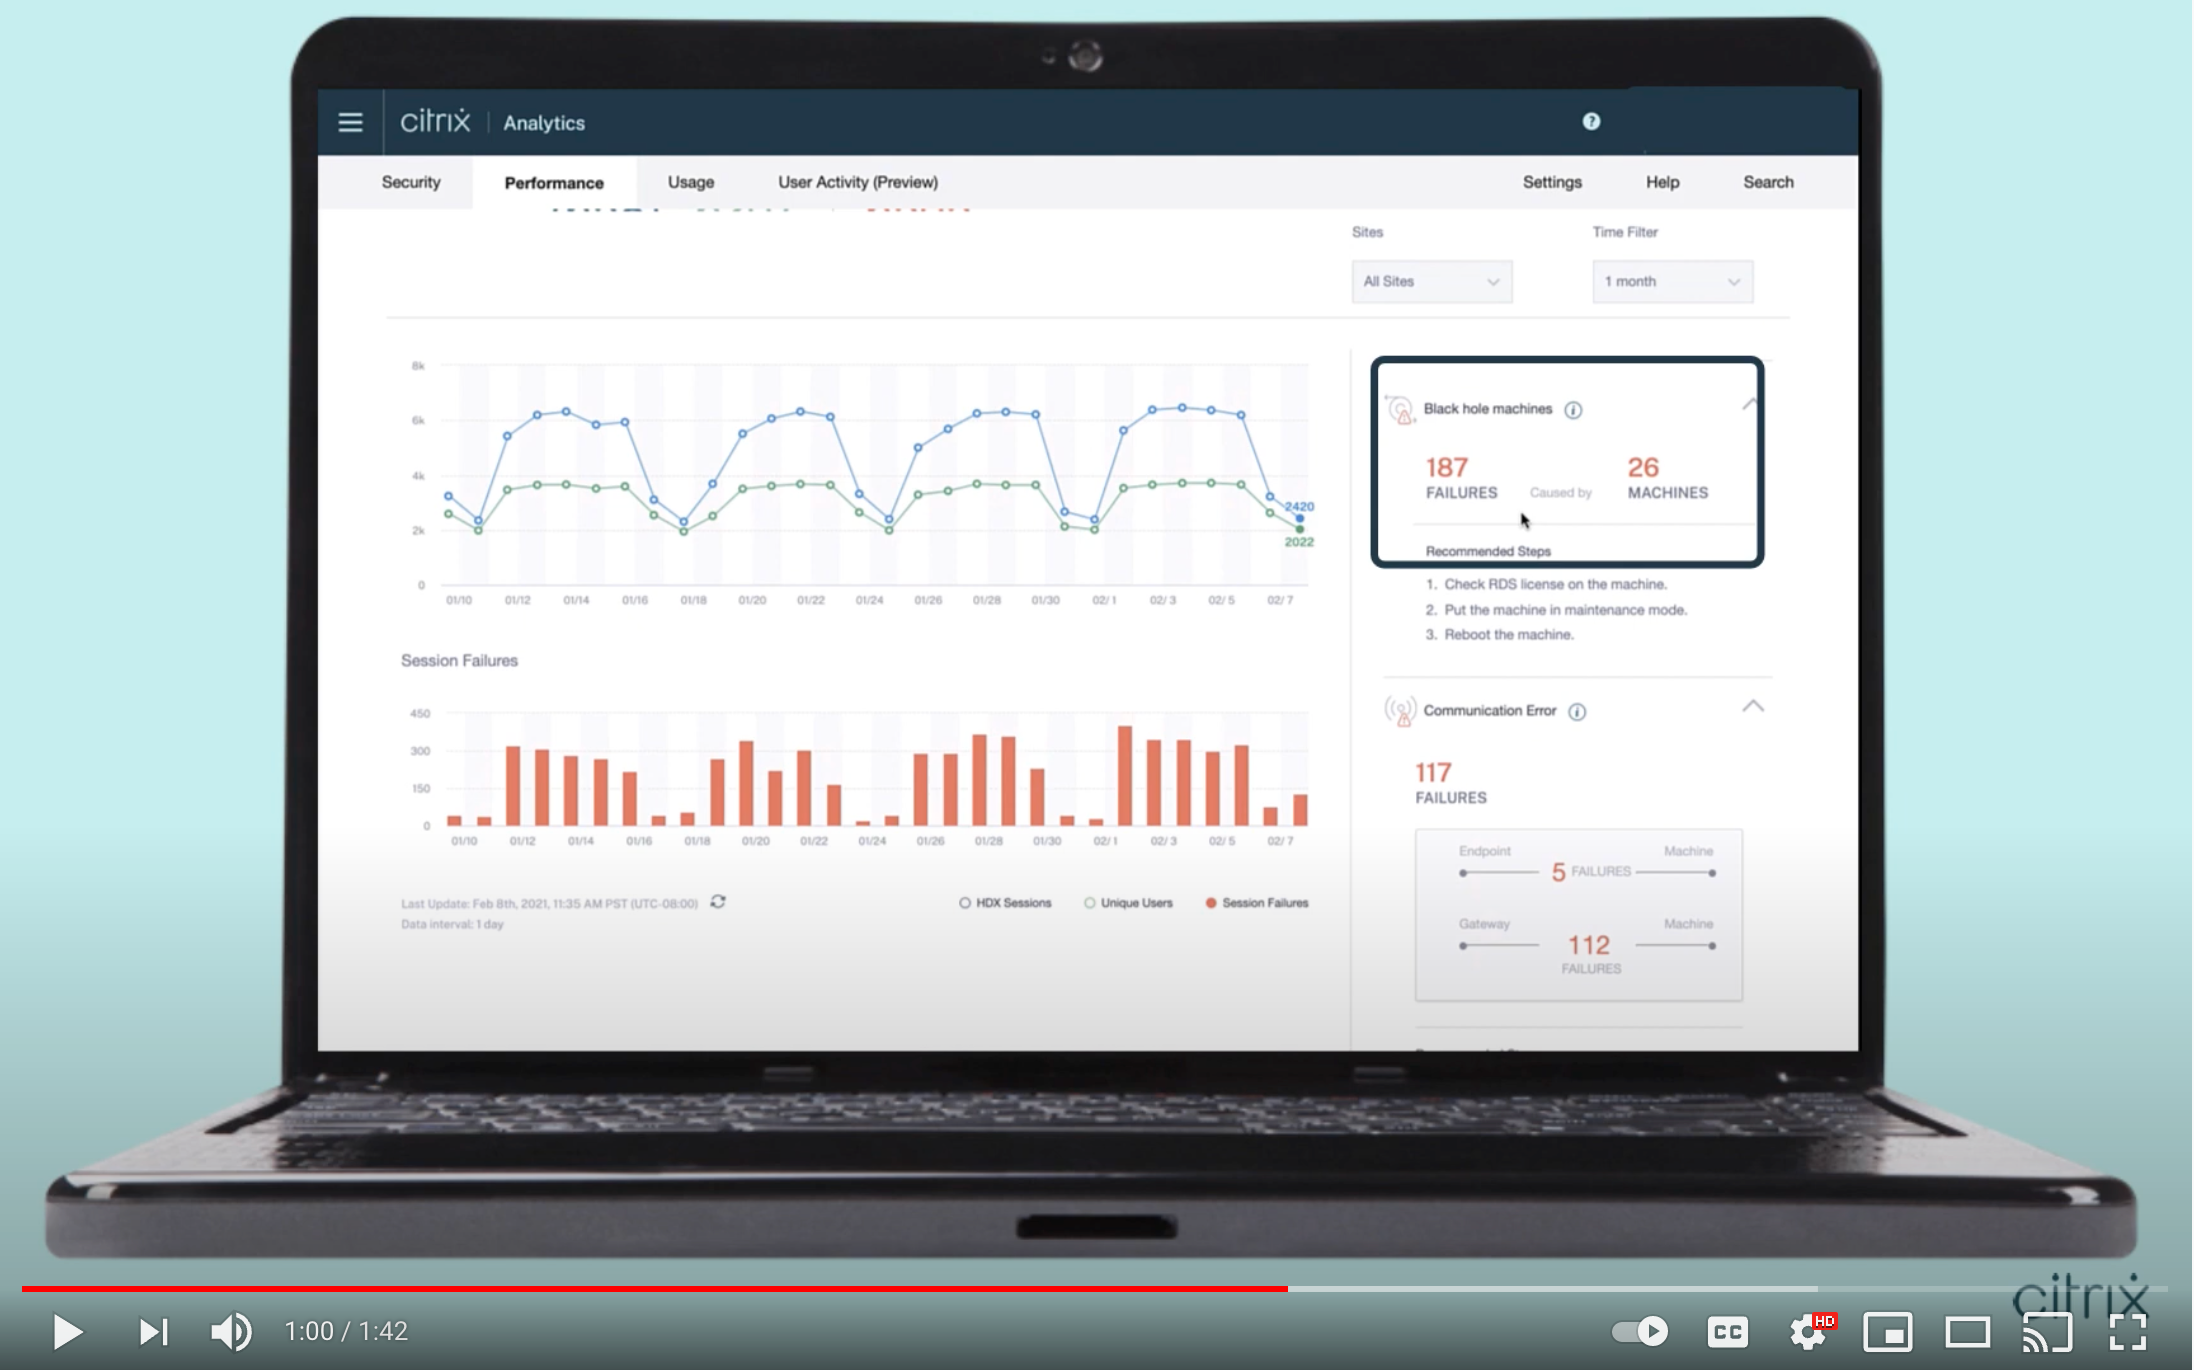 citrix | Analytics
?
Security Performance Usage User Activity (Preview) Settings Help Search
Sites Time Filter
All Sites 1 month
8k
6k
4k
2k
0
2420
2022
01/10 01/12 01/14 01/16 01/18 01/20 01/22 01/24 01/26 01/28 01/30 02/ 1 02/ 3 02/ 5 02/ 7
Session Failures
450
300
150
0
01/10 01/12 01/14 01/16 01/18 01/20 01/22 01/24 01/26 01/28 01/30 02/ 1 02/ 3 02/ 5 02/ 7
Last Update: Feb 8th, 2021, 11:35 AM PST (UTC-08:00)
Data interval: 1 day
HDX Sessions Unique Users Session Failures
Black hole machines i
187 26
FAILURES Caused by MACHINES
Recommended Steps
1. Check RDS license on the machine.
2. Put the machine in maintenance mode.
3. Reboot the machine.
Communication Error i
117
FAILURES
Endpoint Machine
5 FAILURES
Gateway Machine
112
FAILURES
citrix
1:00 / 1:42
CC
HD